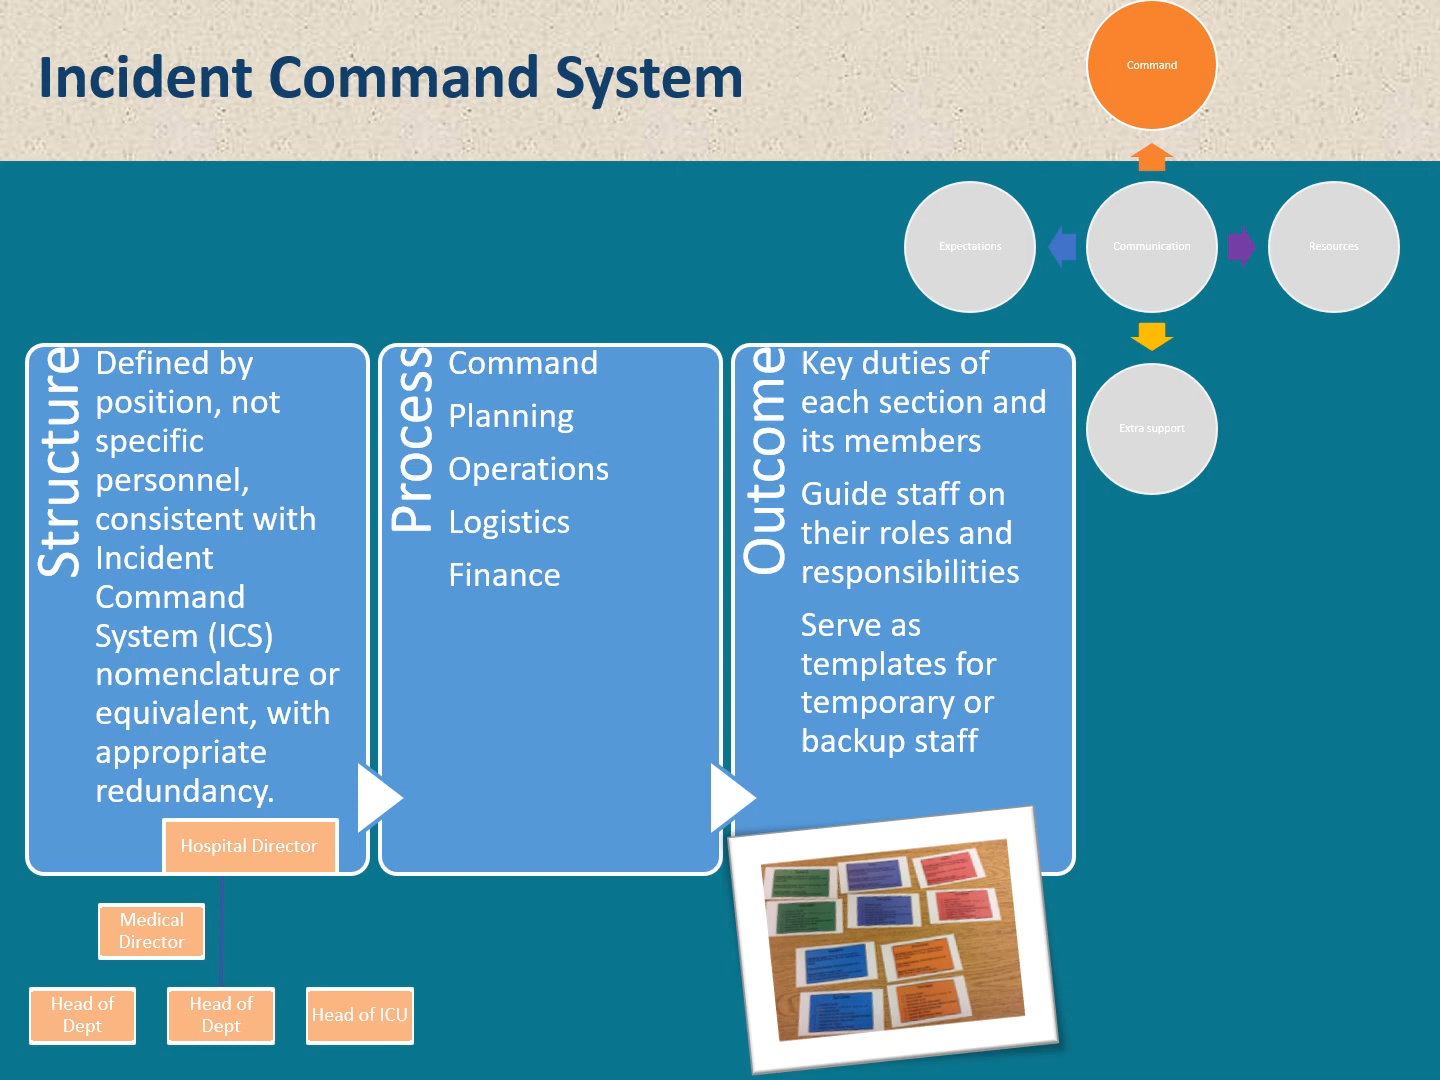 Incident Command System
Command
Expectations
Communication
Resources
Extra support
Structure
Defined by
position, not
specific
personnel,
consistent with
Incident
Command
System (ICS)
nomenclature or
equivalent, with
appropriate
redundancy.
Process
Command
Planning
Operations
Logistics
Finance
Outcome
Key duties of
each section and
its members
Guide staff on
their roles and
responsibilities
Serve as
templates for
temporary or
backup staff
Hospital Director
Medical
Director
Head of
Dept
Head of
Dept
Head of ICU